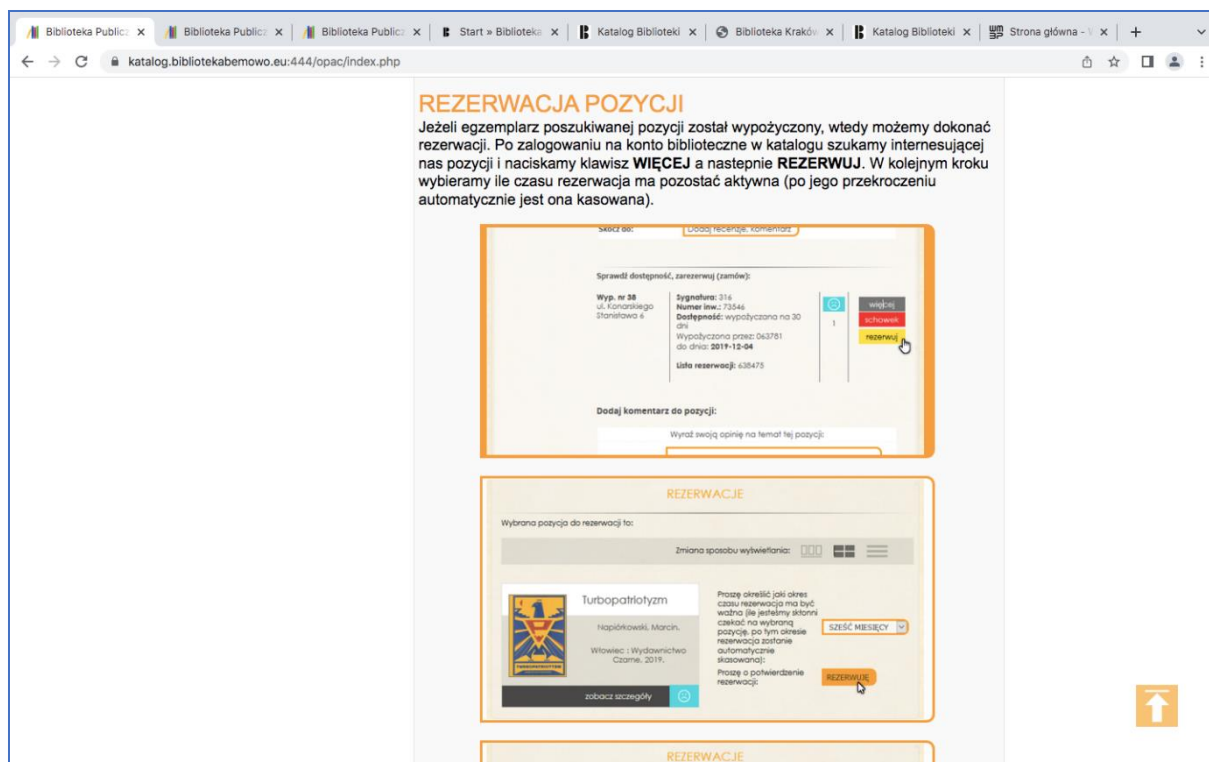 Biblioteka Public
Biblioteka Public
Biblioteka Public
Start » Biblioteka
Katalog Biblioteki
Biblioteka Kraków
Katalog Biblioteki
Strona główna -
katalog.bibliotekabemowo.eu:444/opac/index.php
REZERWACJA POZYCJI
Jeżeli egzemplarz poszukiwanej pozycji został wypożyczony, wtedy możemy dokonać
rezerwacji. Po zalogowaniu na konto biblioteczne w katalogu szukamy internesującej
nas pozycji i naciskamy klawisz WIĘCEJ a nastepnie REZERWUJ. W kolejnym kroku
wybieramy ile czasu rezerwacja ma pozostać aktywna (po jego przekroczeniu
automatycznie jest ona kasowana).
Skocz do:
Dodaj recenzję, komentarz
Sprawdź dostępność, zarezerwuj (zamów):
Wyp. nr 38
ul. Konarskiego
Stanisława 6
Sygnatura: 316
Numer inw.: 73546
Dostępność: wypożyczona na 30
dni
Wypożyczona przez: 063781
do dnia: 2019-12-04
Lista rezerwacji: 638475
1
więcej
schowek
rezerwuj
Dodaj komentarz do pozycji:
Wyraź swoją opinię na temat tej pozycji:
REZERWACJE
Wybrana pozycja do rezerwacji to:
Zmiana sposobu wyświetlania:
Turbopatriotyzm
Napiórkowski, Marcin.
Wołowiec : Wydawnictwo
Czarne, 2019.
TURBOPATRIOTYZM
zobacz szczegóły
Proszę określić jaki okres
czasu rezerwacja ma być
ważna (ile jesteśmy skłonni
czekać na wybraną
pozycję, po tym okresie
rezerwacja zostanie
automatycznie
skasowana):
SZEŚĆ MIESIĘCY
Proszę o potwierdzenie
rezerwacji:
REZERWUJĘ
REZERWACJE